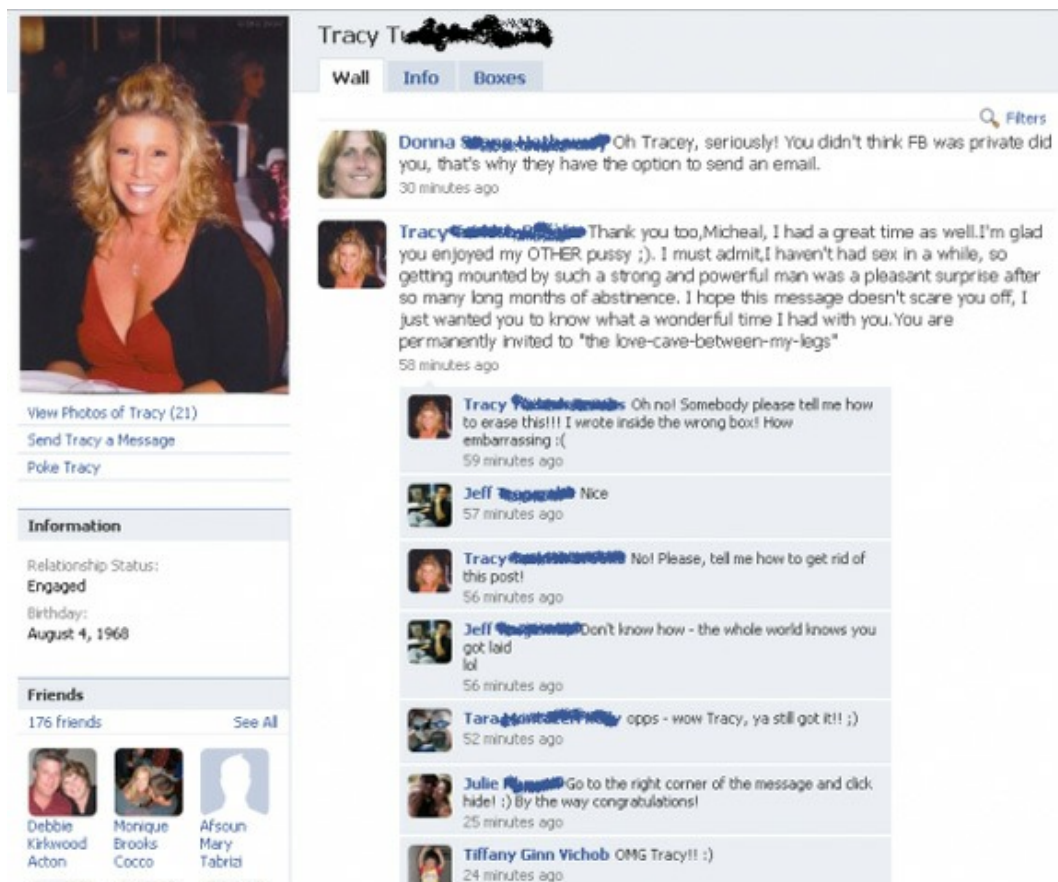 Tracy
Wall Info Boxes
Filters
Donna Oh Tracey, seriously! You didn't think FB was private did
you, that's why they have the option to send an email.
30 minutes ago
Tracy Thank you too,Micheal, I had a great time as well.I'm glad
you enjoyed my OTHER pussy ;). I must admit,I haven't had sex in a while, so
getting mounted by such a strong and powerful man was a pleasant surprise after
so many long months of abstinence. I hope this message doesn't scare you off, I
just wanted you to know what a wonderful time I had with you.You are
permanently invited to "the love-cave-between-my-legs"
58 minutes ago
Tracy Oh no! Somebody please tell me how
to erase this!!! I wrote inside the wrong box! How
embarrassing :(
59 minutes ago
Jeff Nice
57 minutes ago
Tracy No! Please, tell me how to get rid of
this post!
56 minutes ago
Jeff Don't know how - the whole world knows you
got laid
lol
56 minutes ago
Tara opps - wow Tracy, ya still got it!! ;)
52 minutes ago
Julie Go to the right corner of the message and click
hide! :) By the way congratulations!
25 minutes ago
Tiffany Ginn Vichob OMG Tracy!! :)
24 minutes ago
View Photos of Tracy (21)
Send Tracy a Message
Poke Tracy
Information
Relationship Status:
Engaged
Birthday:
August 4, 1968
Friends
176 friends See All
Debbie
Kirkwood
Acton
Monique
Brooks
Cocco
Afsoun
Mary
Tabrizi